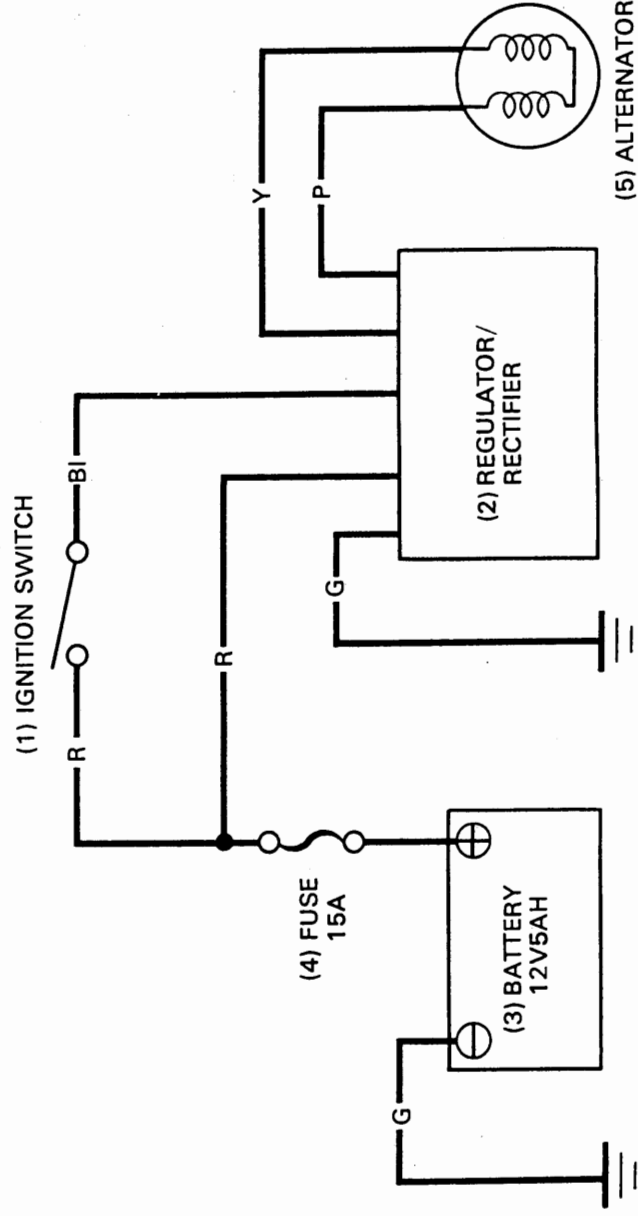 (1) IGNITION SWITCH
R
Bl
Y
P
R
G
(4) FUSE
15A
(2) REGULATOR/
RECTIFIER
(5) ALTERNATOR
G
(3) BATTERY
12V5AH